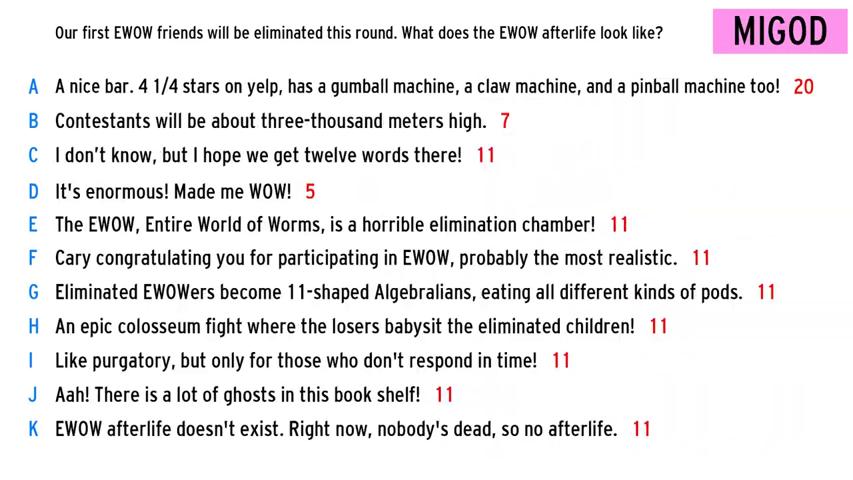 Our first EWOW friends will be eliminated this round. What does the EWOW afterlife look like?
MIGOD
A A nice bar. 4 1/4 stars on yelp, has a gumball machine, a claw machine, and a pinball machine too! 20
B Contestants will be about three-thousand meters high. 7
C I don't know, but I hope we get twelve words there! 11
D It's enormous! Made me WOW! 5
E The EWOW, Entire World of Worms, is a horrible elimination chamber! 11
F Cary congratulating you for participating in EWOW, probably the most realistic. 11
G Eliminated EWOWers become 11-shaped Algebralians, eating all different kinds of pods. 11
H An epic colosseum fight where the losers babysit the eliminated children! 11
I Like purgatory, but only for those who don't respond in time! 11
J Aah! There is a lot of ghosts in this book shelf! 11
K EWOW afterlife doesn't exist. Right now, nobody's dead, so no afterlife. 11